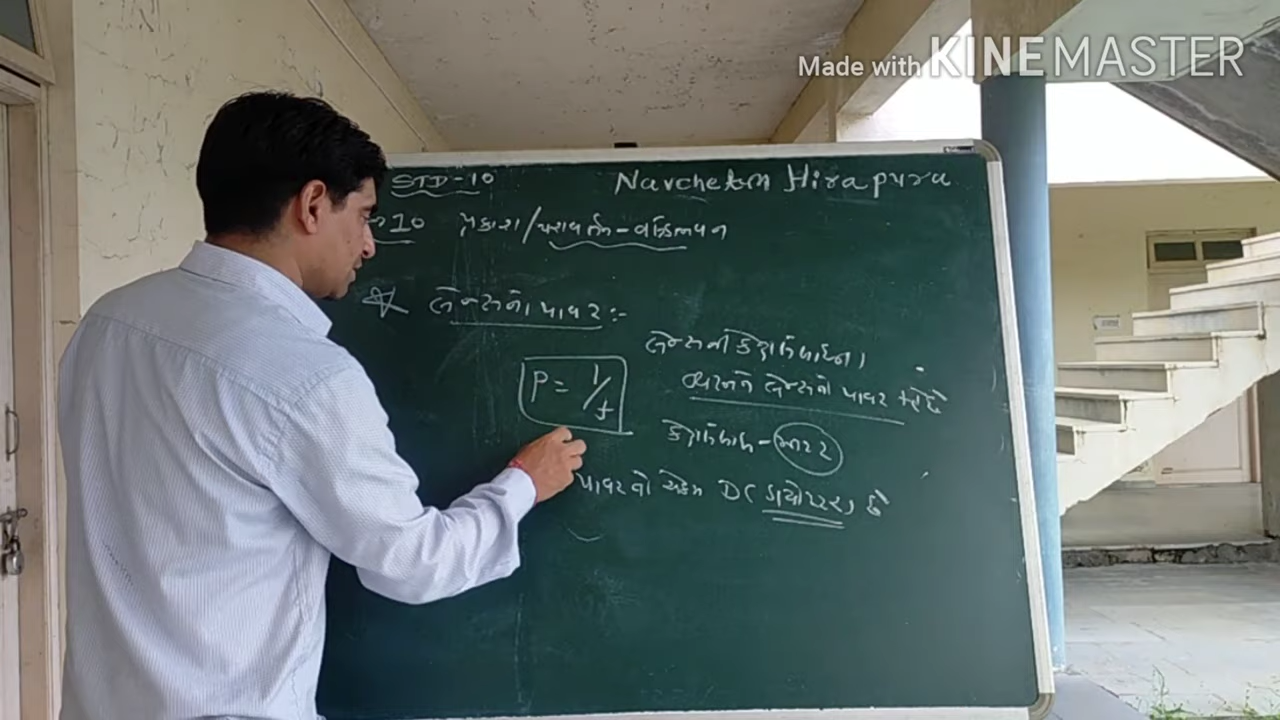 Made with KINEMASTER
STD-10
Navchetan Hirapura
10 પ્રકાશ/પરાવર્તન-વક્રીભવન
લેન્સનો પાવર :-
P = 1/f
લેન્સની કેન્દ્રલંબાઈના
વ્યસ્તને લેન્સનો પાવર કહે છે
કેન્દ્રલંબાઈ - મીટર
પાવરનો એકમ D (ડાયોપ્ટર) છે